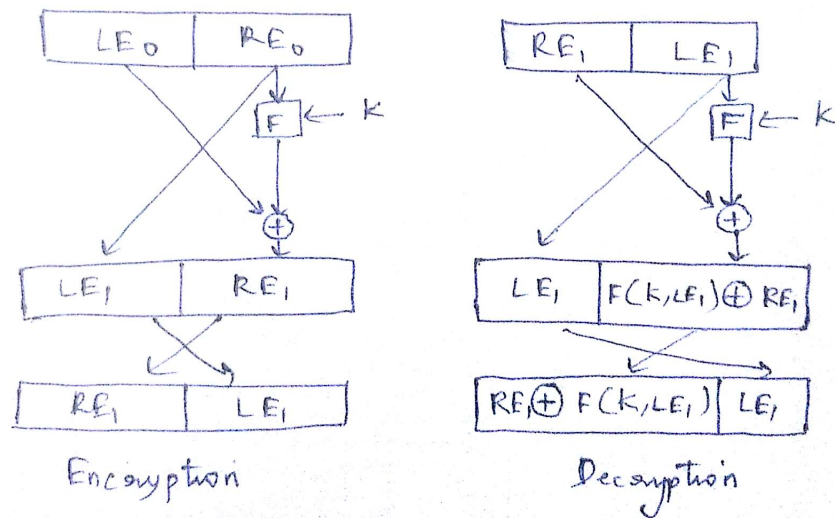 LE₀ RE₀
F ← K
⊕
LE₁ RE₁
RE₁ LE₁
Encryption
RE₁ LE₁
F ← K
⊕
LE₁ F(K,LE₁) ⊕ RE₁
RE₁ ⊕ F(K,LE₁) LE₁
Decryption